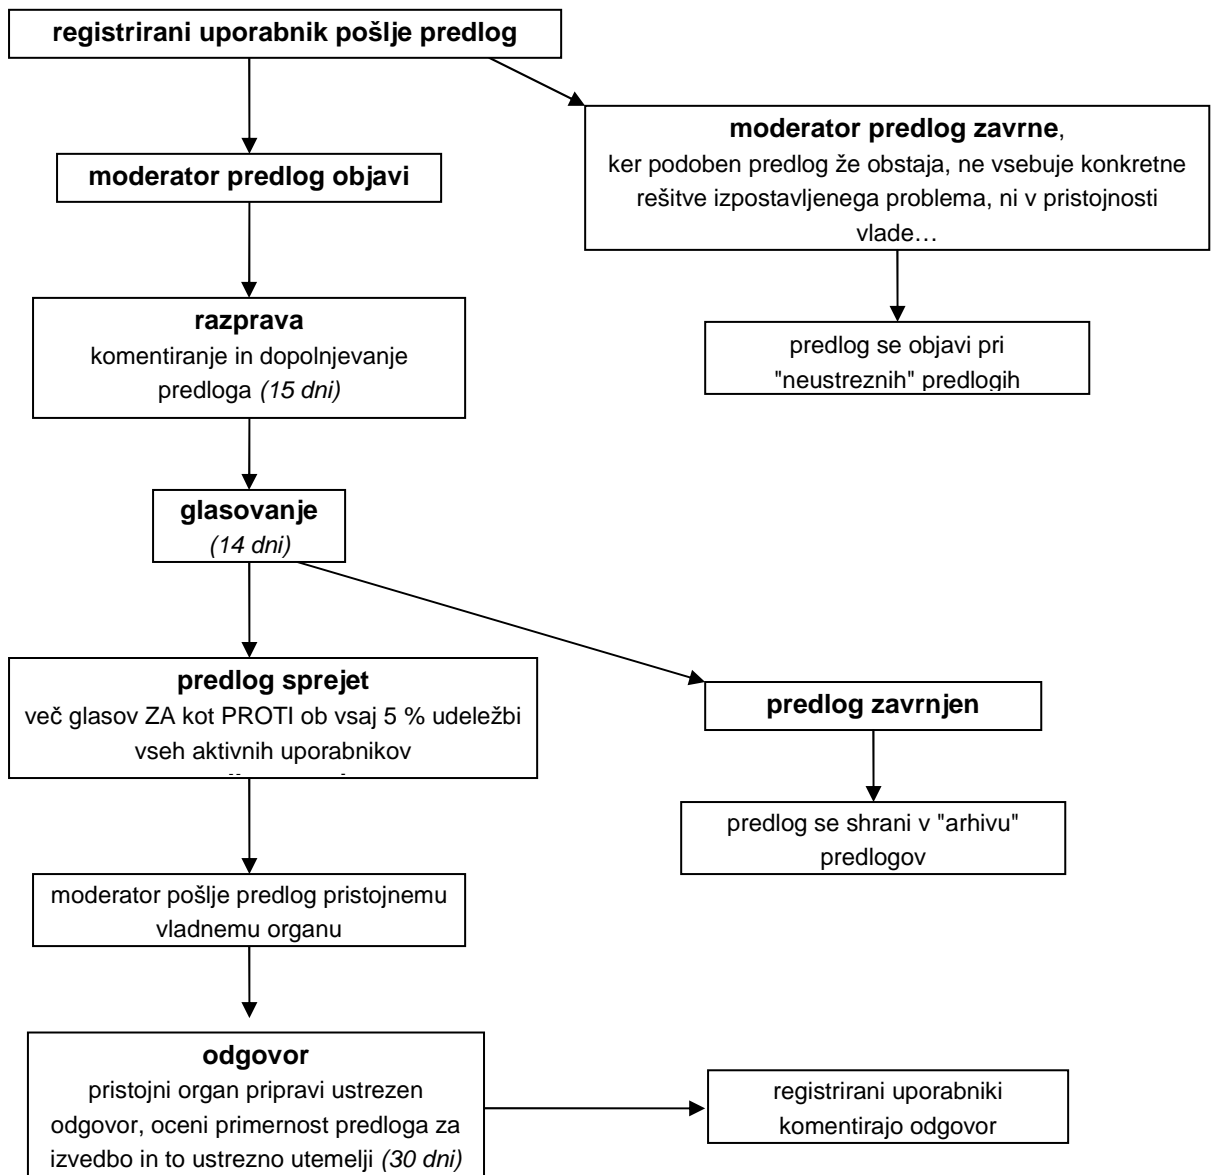 registrirani uporabnik pošlje predlog
moderator predlog zavrne,
ker podoben predlog že obstaja, ne vsebuje konkretne
rešitve izpostavljenega problema, ni v pristojnosti
vlade…
moderator predlog objavi
razprava
komentiranje in dopolnjevanje
predloga (15 dni)
predlog se objavi pri
"neustreznih" predlogih
glasovanje
(14 dni)
predlog sprejet
več glasov ZA kot PROTI ob vsaj 5 % udeležbi
vseh aktivnih uporabnikov
predlog zavrnjen
predlog se shrani v "arhivu"
predlogov
moderator pošlje predlog pristojnemu
vladnemu organu
odgovor
pristojni organ pripravi ustrezen
odgovor, oceni primernost predloga za
izvedbo in to ustrezno utemelji (30 dni)
registrirani uporabniki
komentirajo odgovor